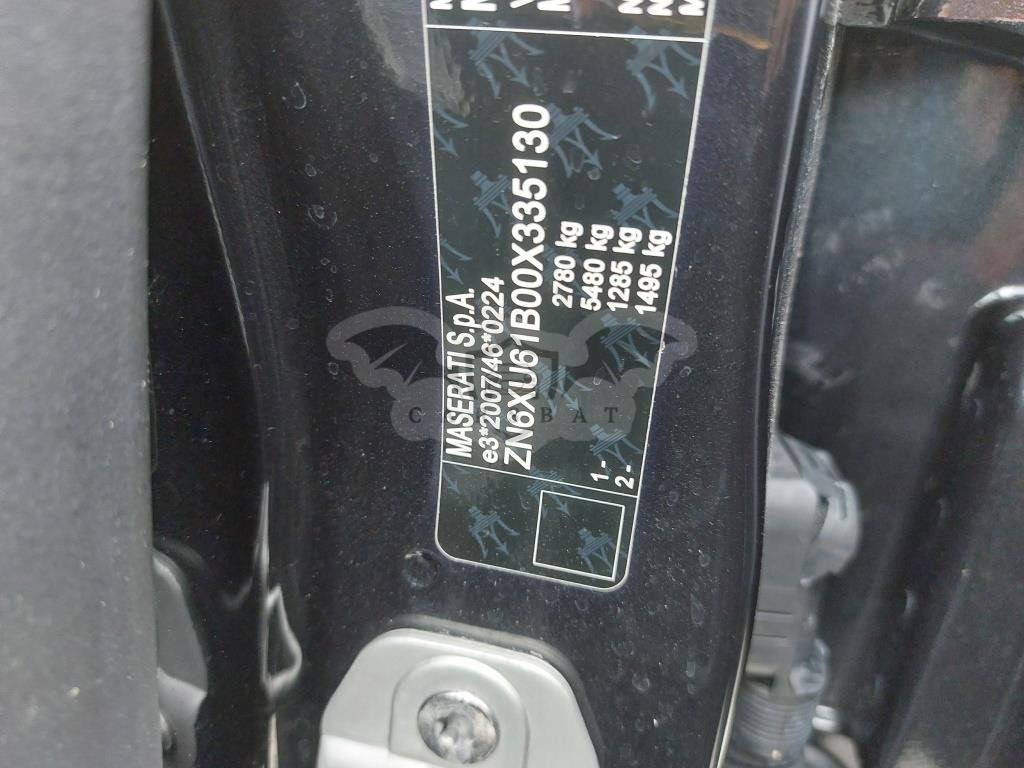 MASERATI S.p.A.
e3*2007/46*0224
ZN6XU61B00X335130
2780 kg
5480 kg
1- 1285 kg
2- 1495 kg